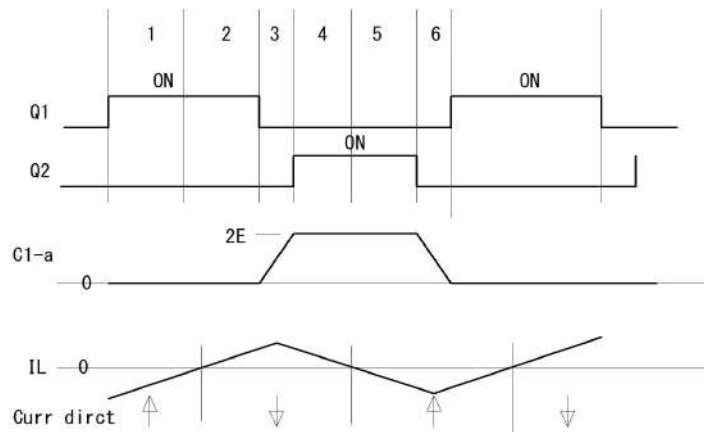 1 2 3 4 5 6
ON ON
Q1
ON
Q2
2E
C1-a
0
IL 0
Curr dirct